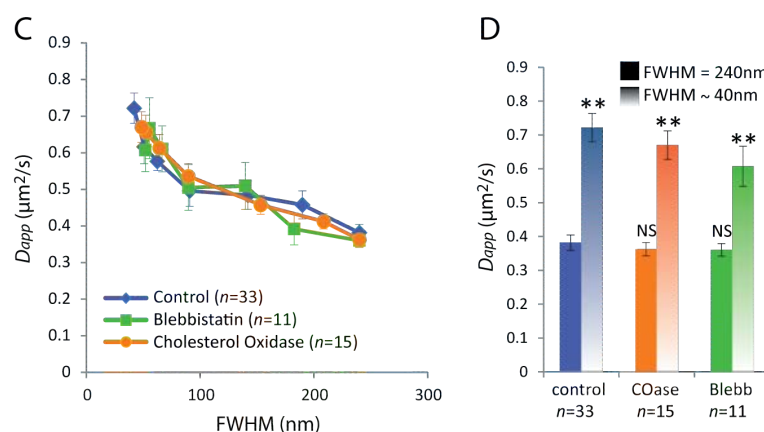 C
0.9
0.8
0.7
0.6
0.5
0.4
0.3
0.2
0.1
0
Dapp (µm²/s)
Control (n=33)
Blebbistatin (n=11)
Cholesterol Oxidase (n=15)
0 100 200 300
FWHM (nm)
D
FWHM = 240nm
FWHM ~ 40nm
0.9
0.8
0.7
0.6
0.5
0.4
0.3
0.2
0.1
0
Dapp (µm²/s)
**
**
**
NS
NS
control COase Blebb
n=33 n=15 n=11